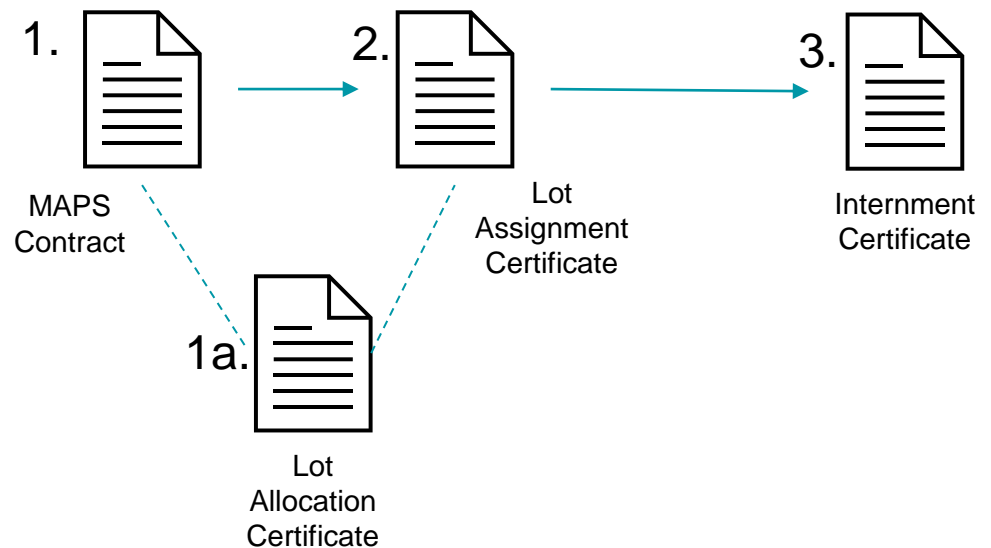 1.
MAPS
Contract
2.
Lot
Assignment
Certificate
3.
Internment
Certificate
1a.
Lot
Allocation
Certificate